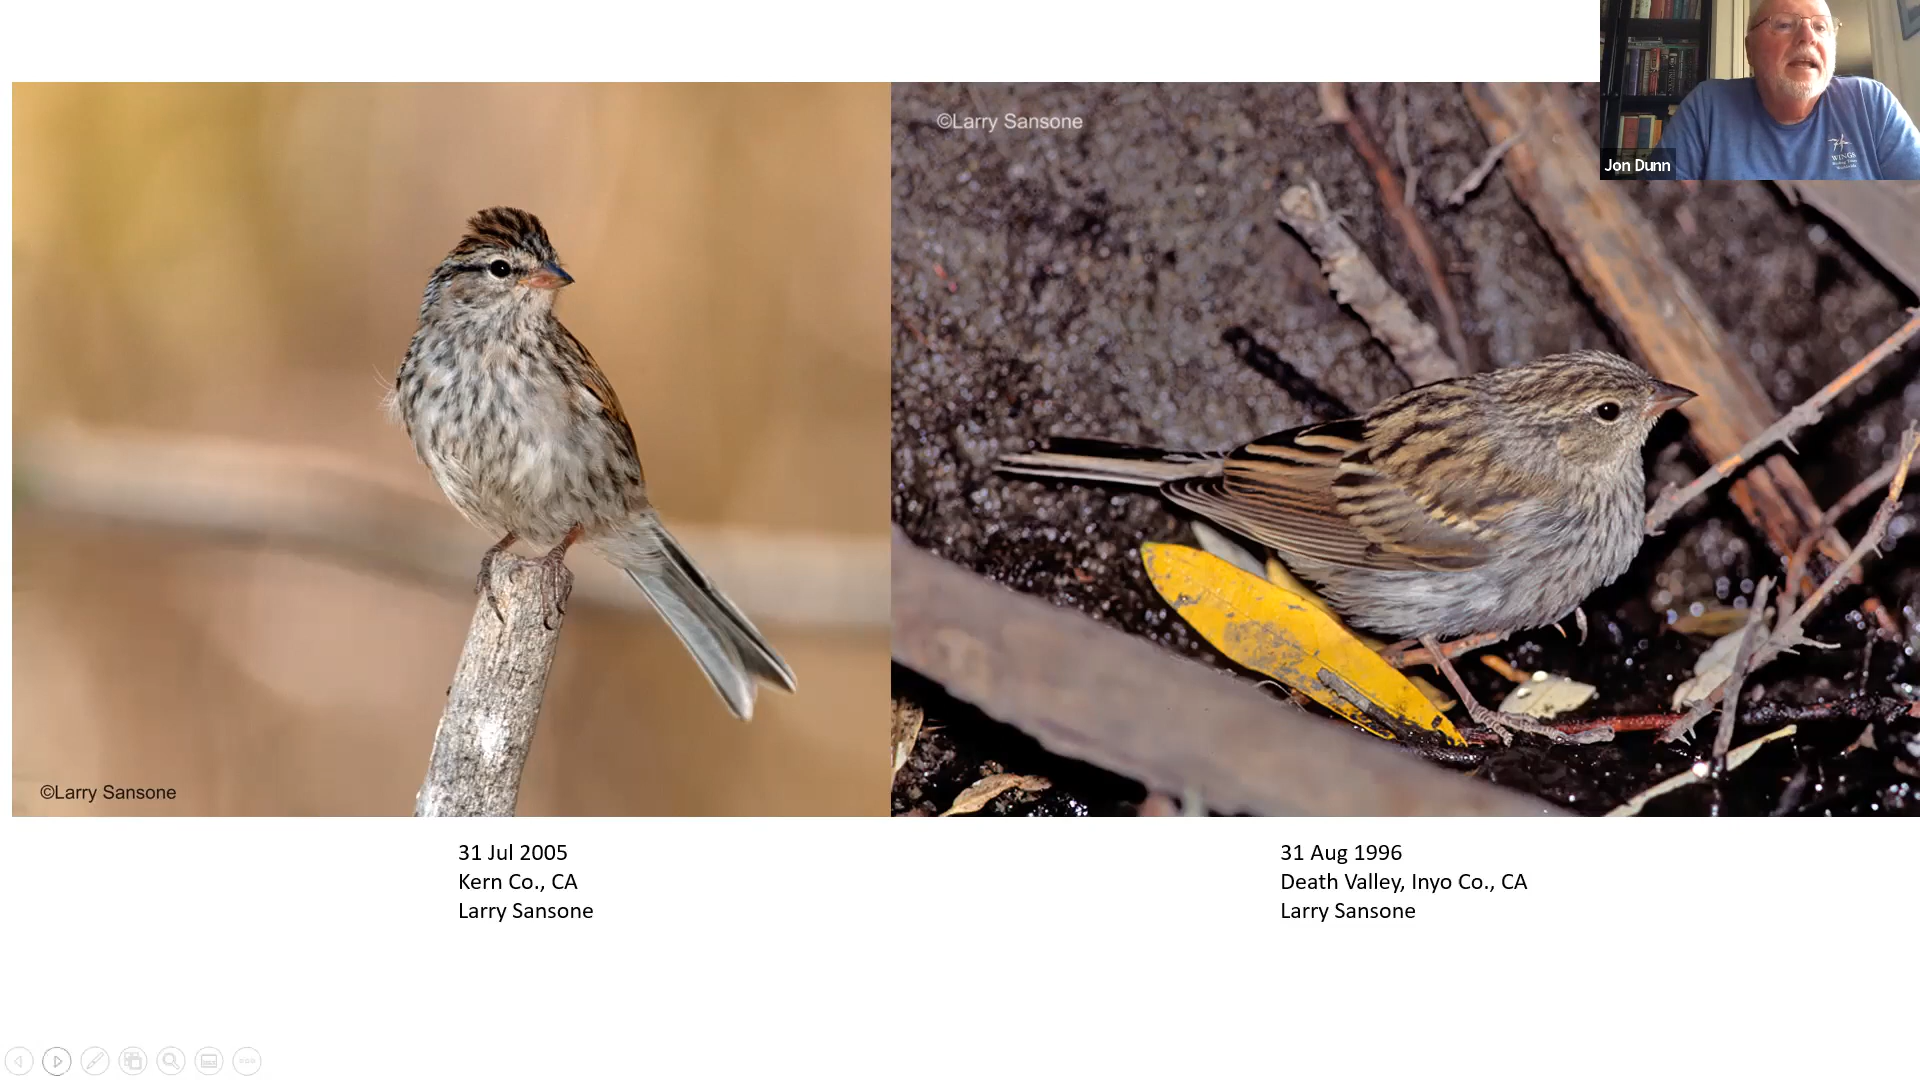 ©Larry Sansone
©Larry Sansone
Jon Dunn
WINGS
31 Jul 2005
Kern Co., CA
Larry Sansone
31 Aug 1996
Death Valley, Inyo Co., CA
Larry Sansone